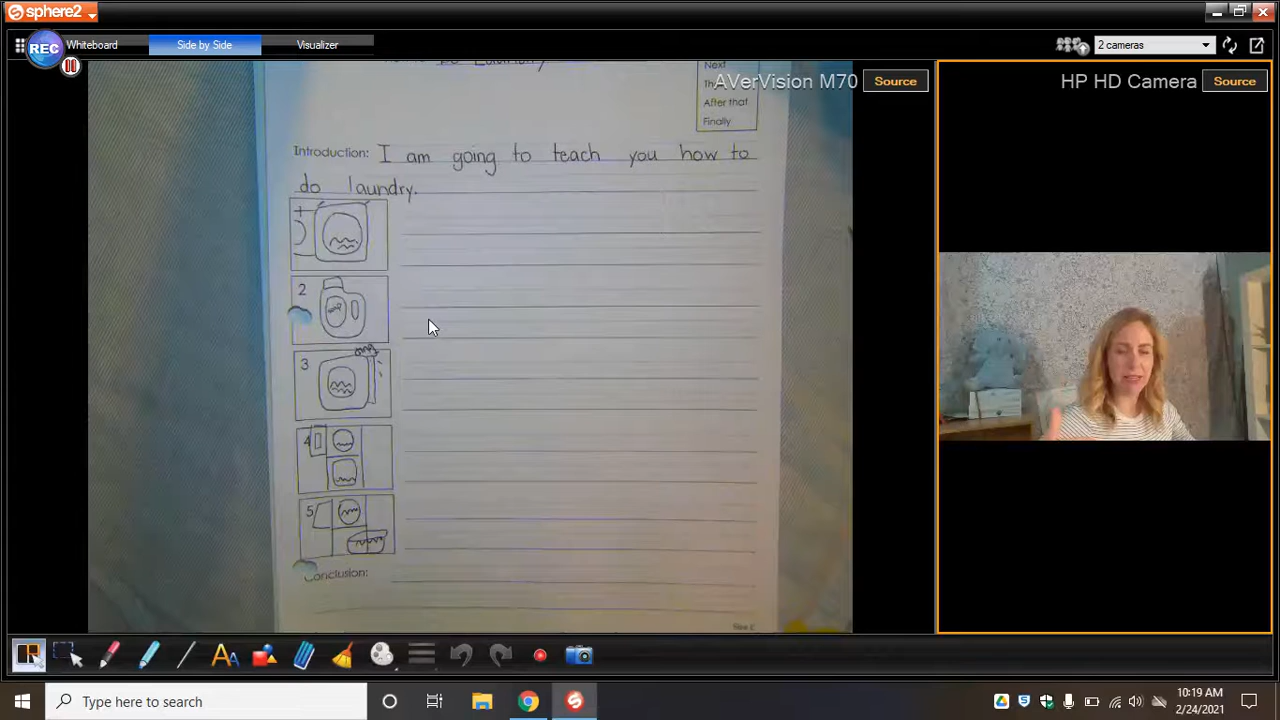 sphere2
REC
Whiteboard
Side by Side
Visualizer
2 cameras
AVerVision M70
Source
HP HD Camera
Source
Next
After that
Finally
Introduction: I am going to teach you how to
do laundry.
2
3
4
5
Conclusion:
Type here to search
10:19 AM
2/24/2021